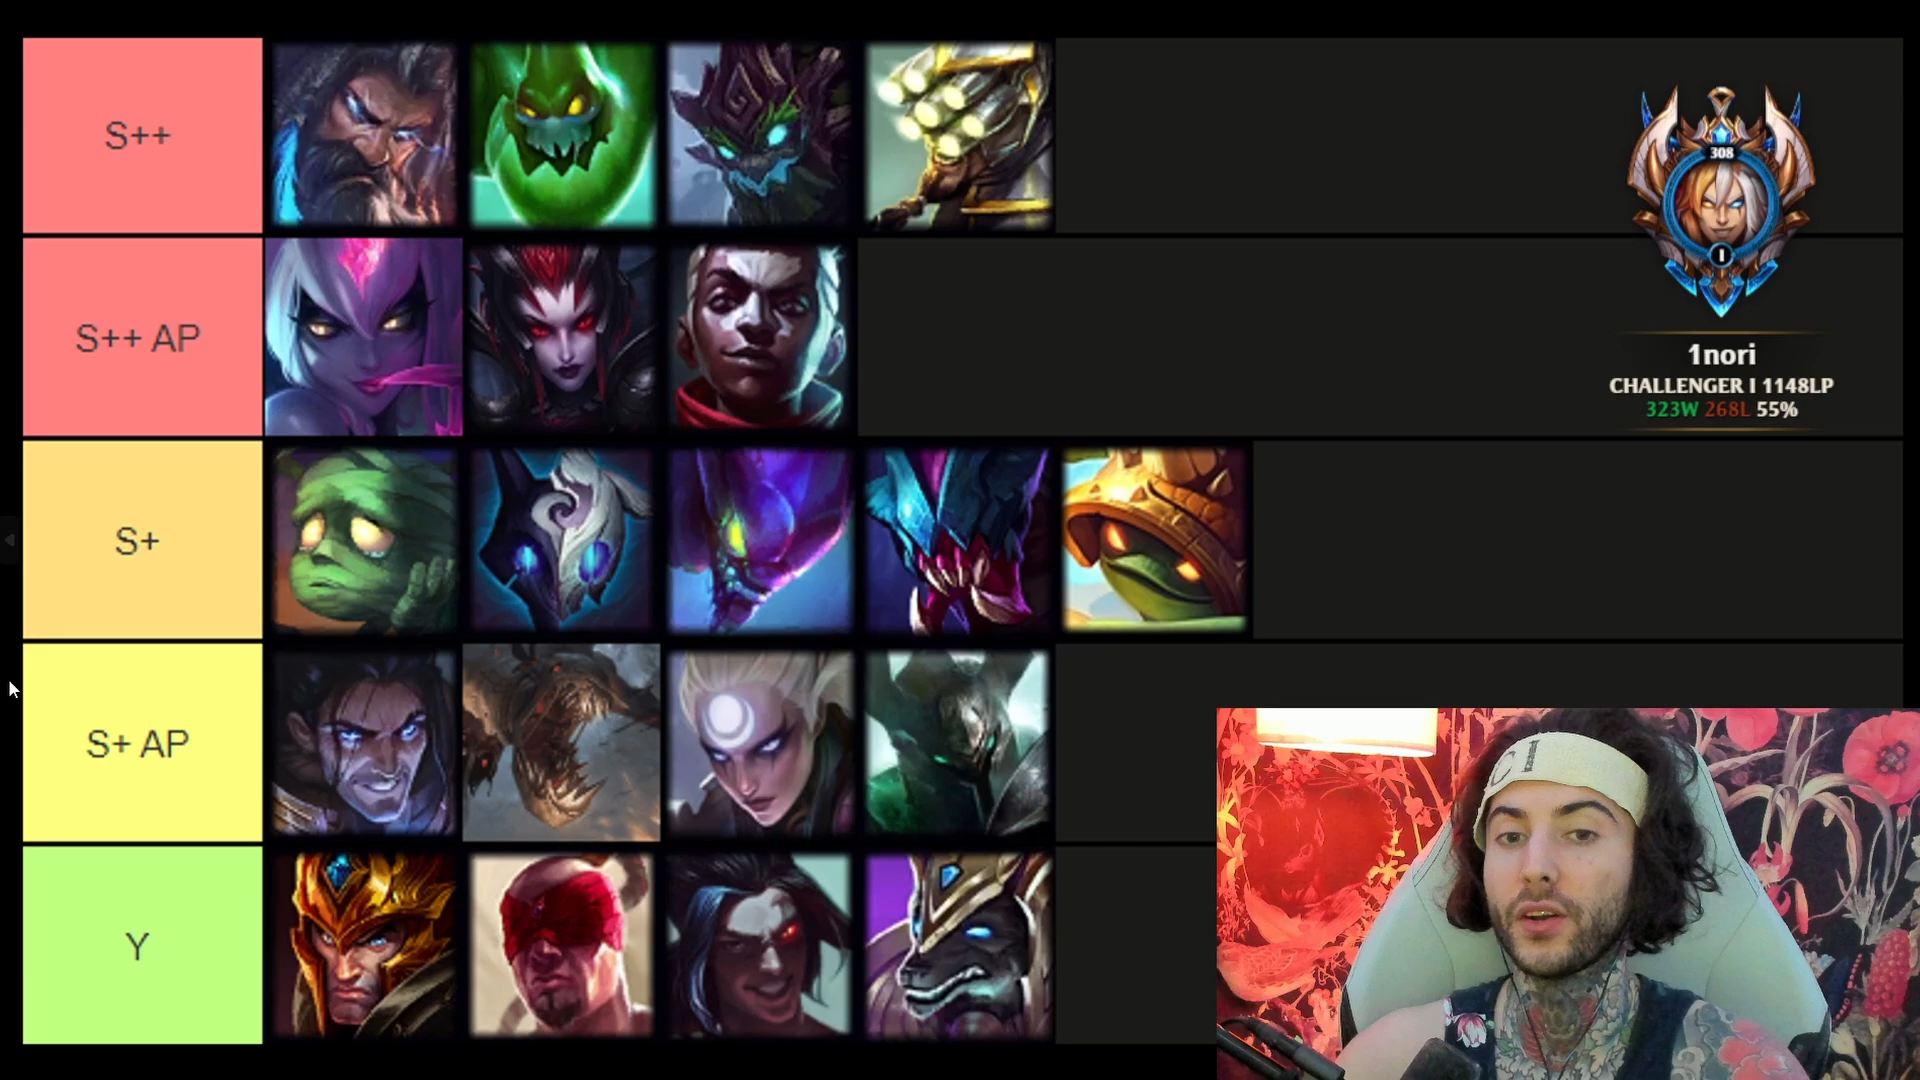 S++
308
I
S++ AP
1nori
CHALLENGER I 1148LP
323W 268L 55%
S+
S+ AP
Y